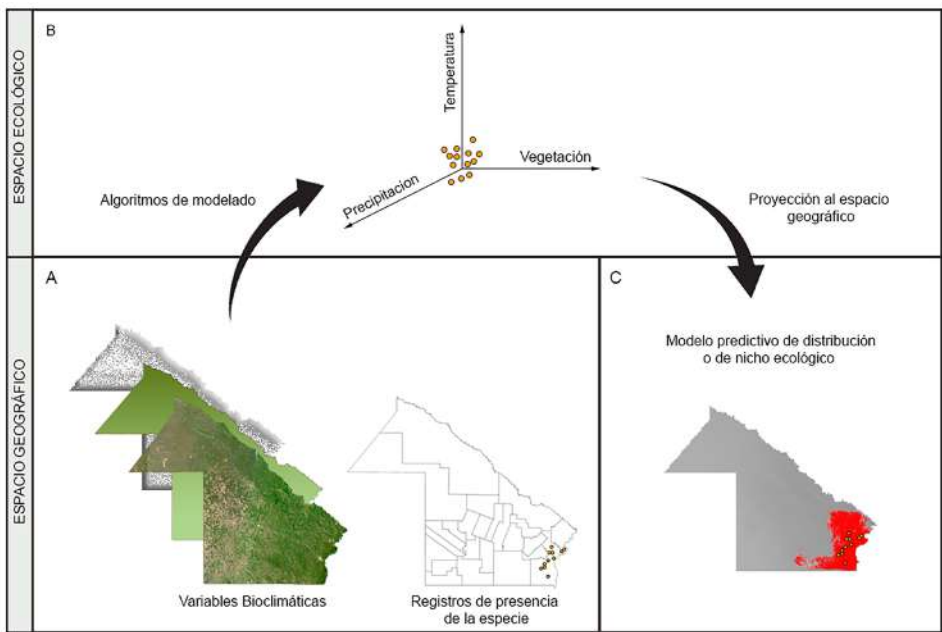 ESPACIO ECOLÓGICO
B
Temperatura
Vegetación
Precipitacion
Algoritmos de modelado
Proyección al espacio
geográfico
ESPACIO GEOGRÁFICO
A
Variables Bioclimáticas
Registros de presencia
de la especie
C
Modelo predictivo de distribución
o de nicho ecológico